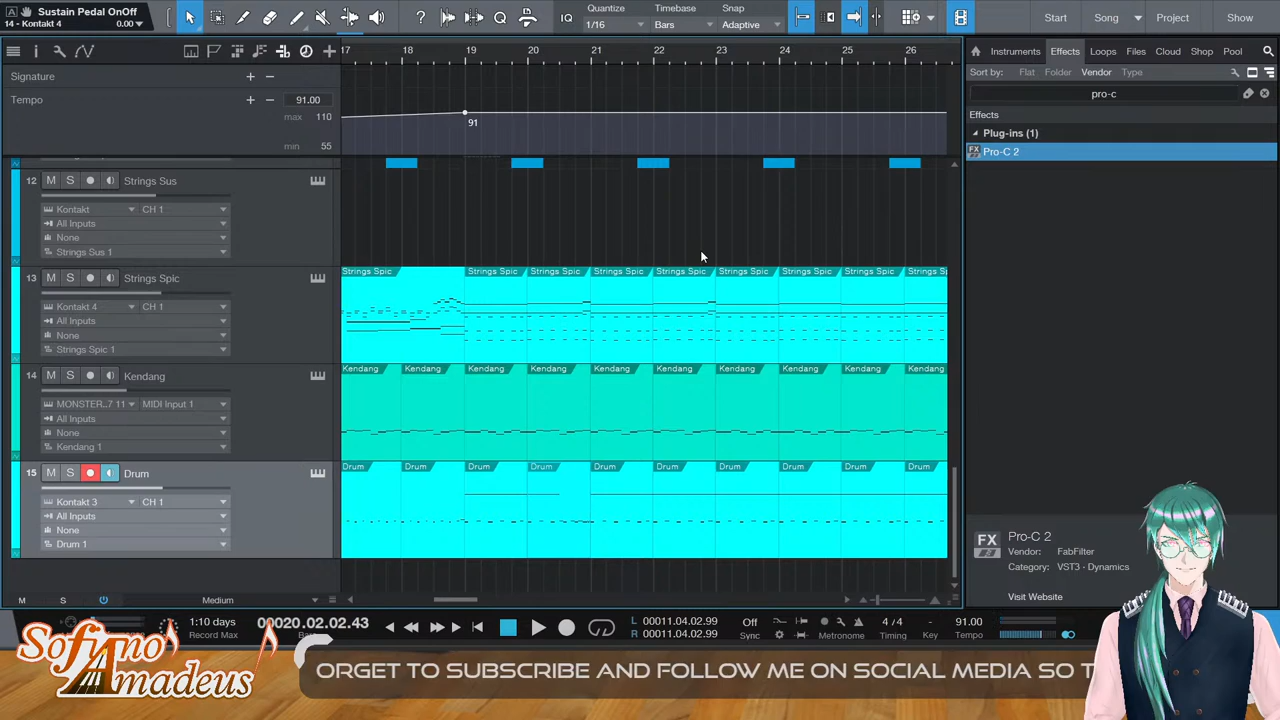 Sustain Pedal OnOff
14 - Kontakt 4 0.00
IQ
Quantize
1/16
Timebase
Bars
Snap
Adaptive
Start
Song
Project
Show
17 18 19 20 21 22 23 24 25 26
Signature
Tempo 91.00
max 110
min 55
91
12 M S Strings Sus
Kontakt CH 1
All Inputs
None
Strings Sus 1
13 M S Strings Spic
Kontakt 4 CH 1
All Inputs
None
Strings Spic 1
14 M S Kendang
MONSTER..7 11 MIDI Input 1
All Inputs
None
Kendang 1
15 M S Drum
Kontakt 3 CH 1
All Inputs
None
Drum 1
Strings Spic Strings Spic Strings Spic Strings Spic Strings Spic Strings Spic Strings Spic Strings Spic Strings S
Kendang Kendang Kendang Kendang Kendang Kendang Kendang Kendang Kendang Kendang
Drum Drum Drum Drum Drum Drum Drum Drum Drum Drum
M S Medium
Instruments Effects Loops Files Cloud Shop Pool
Sort by: Flat Folder Vendor Type
pro-c
Effects
Plug-ins (1)
FX Pro-C 2
FX
Pro-C 2
Vendor: FabFilter
Category: VST3 · Dynamics
Visit Website
1:10 days
Record Max
00020.02.02.43
L 00011.04.02.99
R 00011.04.02.99
Off
Sync
Metronome
4 / 4
Timing
Key
91.00
Tempo
Sofiano
Amadeus
ORGET TO SUBSCRIBE AND FOLLOW ME ON SOCIAL MEDIA SO T